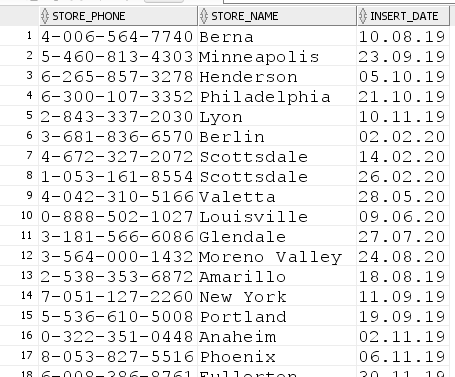 STORE_PHONE STORE_NAME INSERT_DATE
1 4-006-564-7740 Berna 10.08.19
2 5-460-813-4303 Minneapolis 23.09.19
3 6-265-857-3278 Henderson 05.10.19
4 6-300-107-3352 Philadelphia 21.10.19
5 2-843-337-2030 Lyon 10.11.19
6 3-681-836-6570 Berlin 02.02.20
7 4-672-327-2072 Scottsdale 14.02.20
8 1-053-161-8554 Scottsdale 26.02.20
9 4-042-310-5166 Valetta 28.05.20
10 0-888-502-1027 Louisville 09.06.20
11 3-181-566-6086 Glendale 27.07.20
12 3-564-000-1432 Moreno Valley 24.08.20
13 2-538-353-6872 Amarillo 18.08.19
14 7-051-127-2260 New York 11.09.19
15 5-536-610-5008 Portland 19.09.19
16 0-322-351-0448 Anaheim 02.11.19
17 8-053-827-5516 Phoenix 06.11.19
18 6-008-386-8761 Fullerton 30.11.19